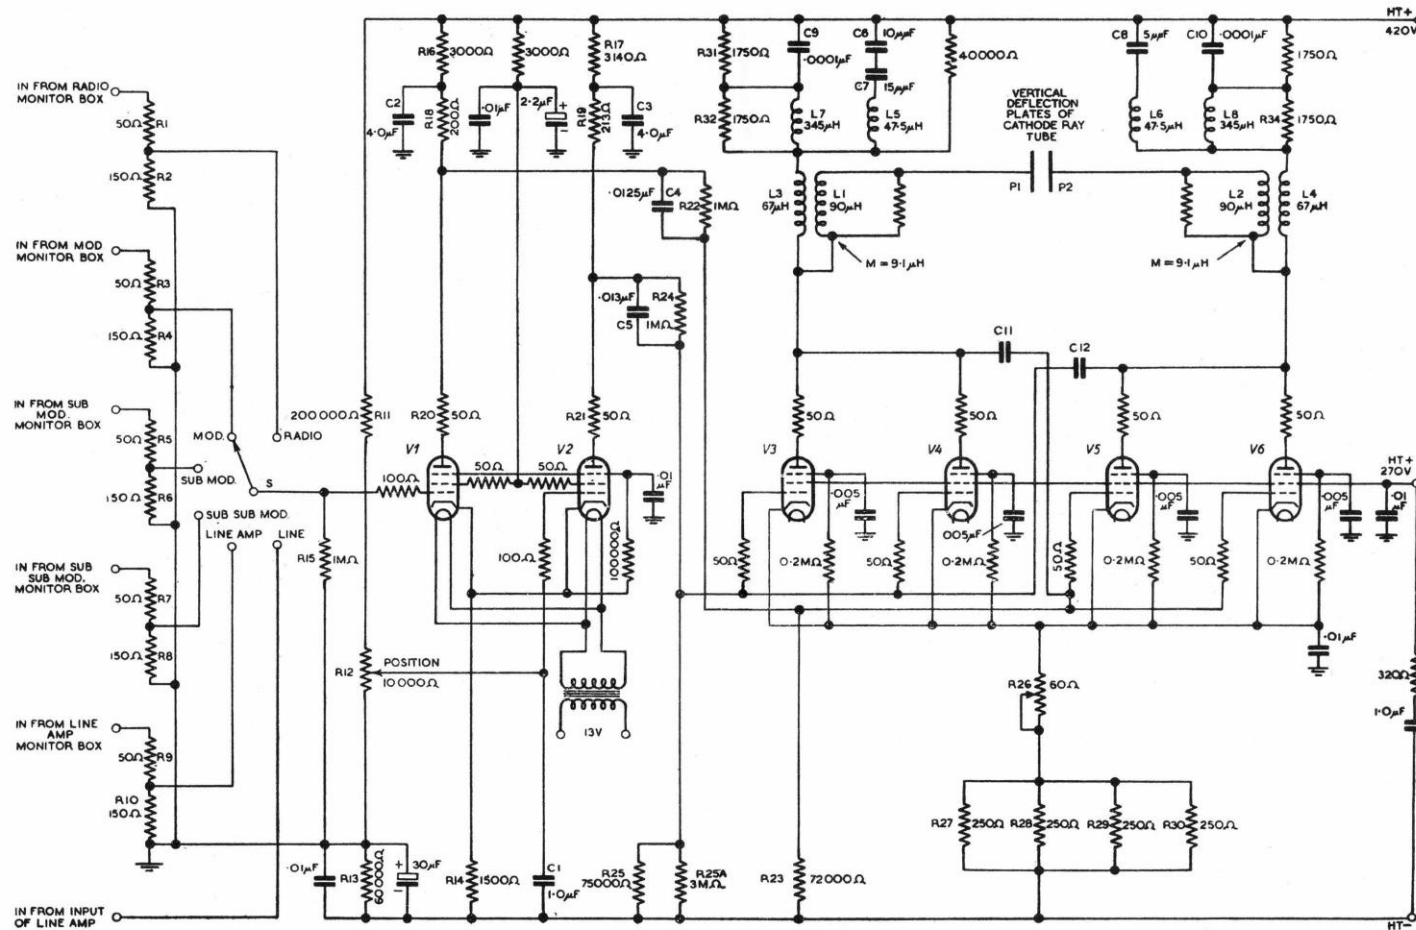 HT+
420V
R16
3000Ω
3000Ω
R17
3140Ω
R31
1750Ω
C9
.0001µF
C6
10µµF
C7
15µµF
40000Ω
C8
5µµF
C10
.0001µF
1750Ω
IN FROM RADIO
MONITOR BOX
50Ω
R1
150Ω
R2
C2
4.0µF
R18
200Ω
.01µF
2.2µF
+
-
R19
213Ω
C3
4.0µF
R32
1750Ω
L7
345µH
L5
47.5µH
VERTICAL
DEFLECTION
PLATES OF
CATHODE RAY
TUBE
P1
P2
L6
47.5µH
L8
345µH
R34
1750Ω
.0125µF
C4
R22
1MΩ
L3
67µH
L1
90µH
M = 9.1µH
L2
90µH
L4
67µH
M = 9.1µH
IN FROM MOD
MONITOR BOX
50Ω
R3
150Ω
R4
.013µF
C5
R24
1MΩ
C11
C12
IN FROM SUB
MOD.
MONITOR BOX
50Ω
R5
150Ω
R6
MOD.
RADIO
SUB MOD.
S
SUB SUB MOD.
LINE AMP
LINE
200000Ω
R11
R20
50Ω
R21
50Ω
50Ω
50Ω
50Ω
50Ω
V1
V2
V3
V4
V5
V6
100Ω
50Ω
50Ω
.01
µF
.005
µF
.005µF
.005
µF
.005
µF
HT+
270V
.01
µF
IN FROM SUB
SUB MOD.
MONITOR BOX
50Ω
R7
150Ω
R8
R15
1MΩ
100Ω
100000Ω
50Ω
0.2MΩ
50Ω
0.2MΩ
50Ω
0.2MΩ
50Ω
0.2MΩ
.01µF
R12
POSITION
10000Ω
13V
R26
60Ω
320Ω
1.0µF
IN FROM LINE
AMP
MONITOR BOX
50Ω
R9
R10
150Ω
R27
250Ω
R28
250Ω
R29
250Ω
R30
250Ω
.01µF
R13
60000Ω
+
-
30µF
R14
1500Ω
C1
1.0µF
R25
75000Ω
R25A
3MΩ
R23
72000Ω
IN FROM INPUT
OF LINE AMP
HT-